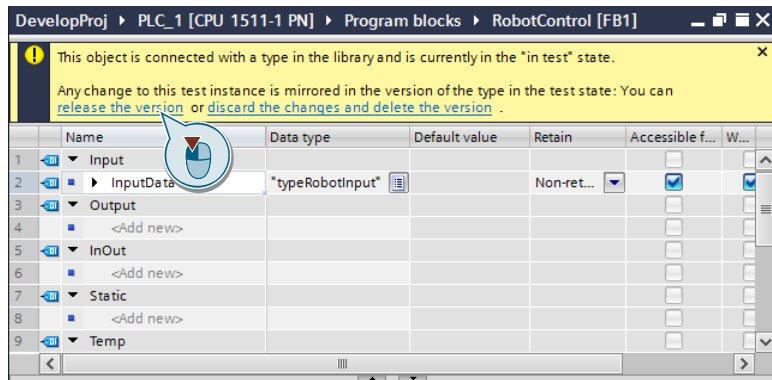 DevelopProj ▸ PLC_1 [CPU 1511-1 PN] ▸ Program blocks ▸ RobotControl [FB1]
This object is connected with a type in the library and is currently in the "in test" state.
Any change to this test instance is mirrored in the version of the type in the test state: You can
release the version or discard the changes and delete the version .
Name Data type Default value Retain Accessible f... W...
1 Input
2 InputData "typeRobotInput" Non-ret...
3 Output
4 <Add new>
5 InOut
6 <Add new>
7 Static
8 <Add new>
9 Temp